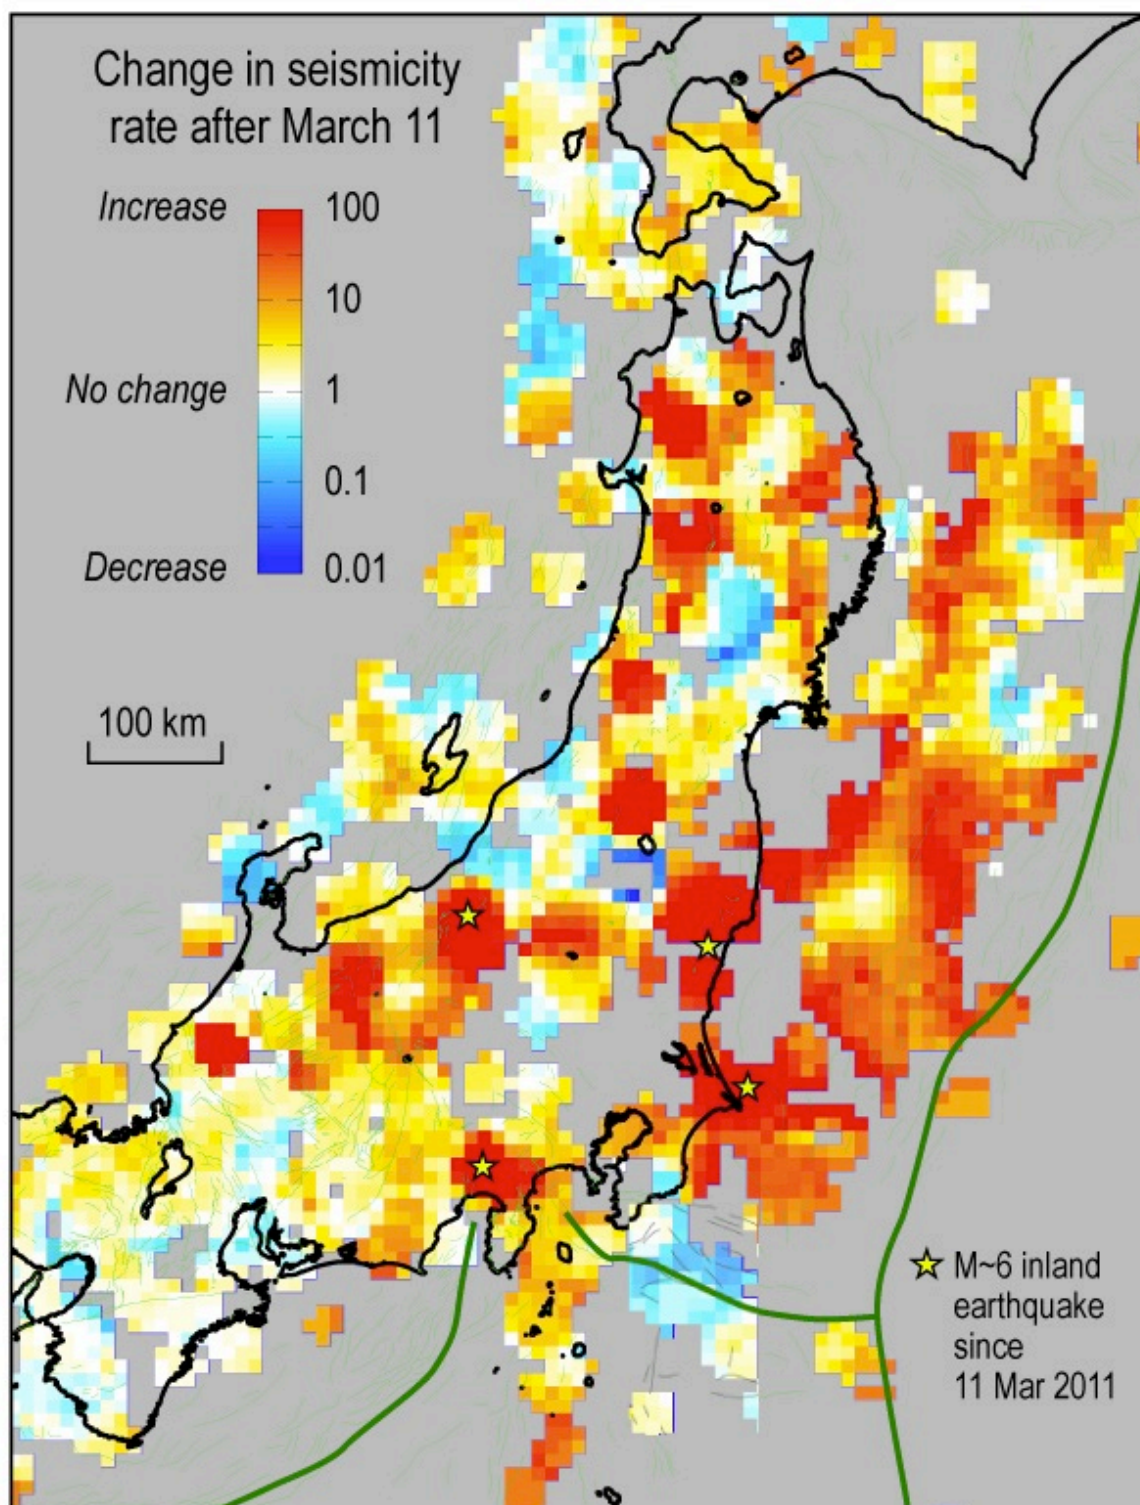 Change in seismicity
rate after March 11
Increase
100
10
No change
1
0.1
Decrease
0.01
100 km
M~6 inland
earthquake
since
11 Mar 2011